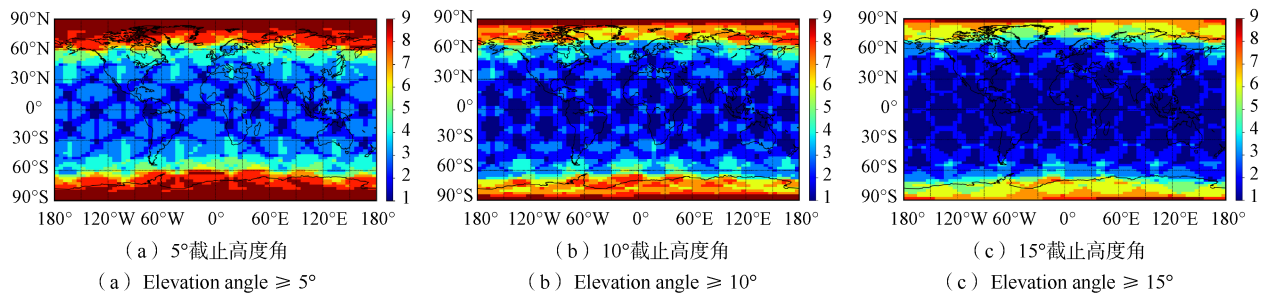 90°N
60°N
30°N
0°
30°S
60°S
90°S
180° 120°W 60°W 0° 60°E 120°E 180°
9
8
7
6
5
4
3
2
1
(a) 5°截止高度角
(a) Elevation angle ≥ 5°
90°N
60°N
30°N
0°
30°S
60°S
90°S
180° 120°W 60°W 0° 60°E 120°E 180°
9
8
7
6
5
4
3
2
1
(b) 10°截止高度角
(b) Elevation angle ≥ 10°
90°N
60°N
30°N
0°
30°S
60°S
90°S
180° 120°W 60°W 0° 60°E 120°E 180°
9
8
7
6
5
4
3
2
1
(c) 15°截止高度角
(c) Elevation angle ≥ 15°